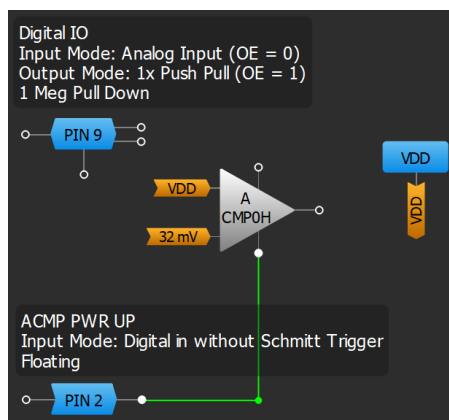 Digital IO
Input Mode: Analog Input (OE = 0)
Output Mode: 1x Push Pull (OE = 1)
1 Meg Pull Down
PIN 9
VDD
VDD
A
CMP0H
VDD
32 mV
ACMP PWR UP
Input Mode: Digital in without Schmitt Trigger
Floating
PIN 2